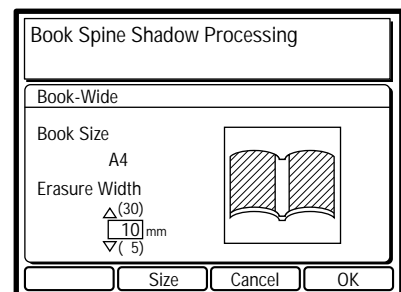 Book Spine Shadow Processing
Book-Wide
Book Size
A4
Erasure Width
(30)
10 mm
( 5)
Size Cancel OK